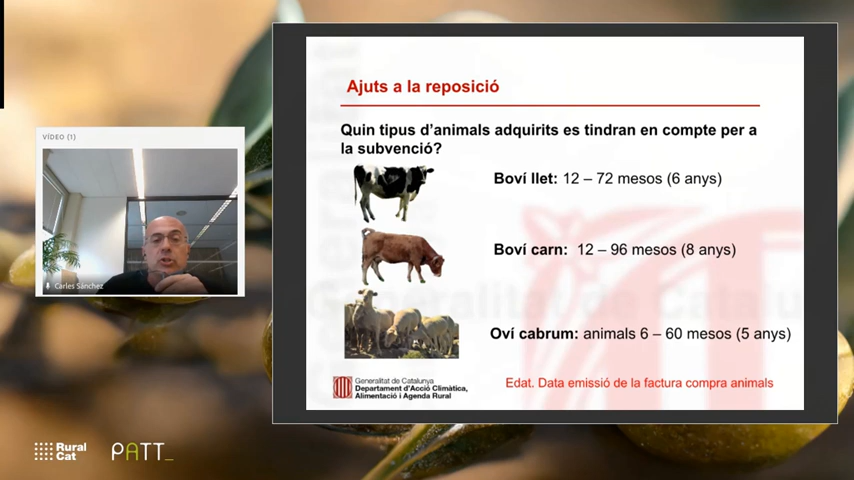 VÍDEO (1)
Carles Sánchez
Ajuts a la reposició
Quin tipus d'animals adquirits es tindran en compte per a
la subvenció?
Boví llet: 12 – 72 mesos (6 anys)
Boví carn: 12 – 96 mesos (8 anys)
Oví cabrum: animals 6 – 60 mesos (5 anys)
Edat. Data emissió de la factura compra animals
Generalitat de Catalunya
Departament d'Acció Climàtica,
Alimentació i Agenda Rural
Generalitat de Catalu
Rural
Cat
PATT_